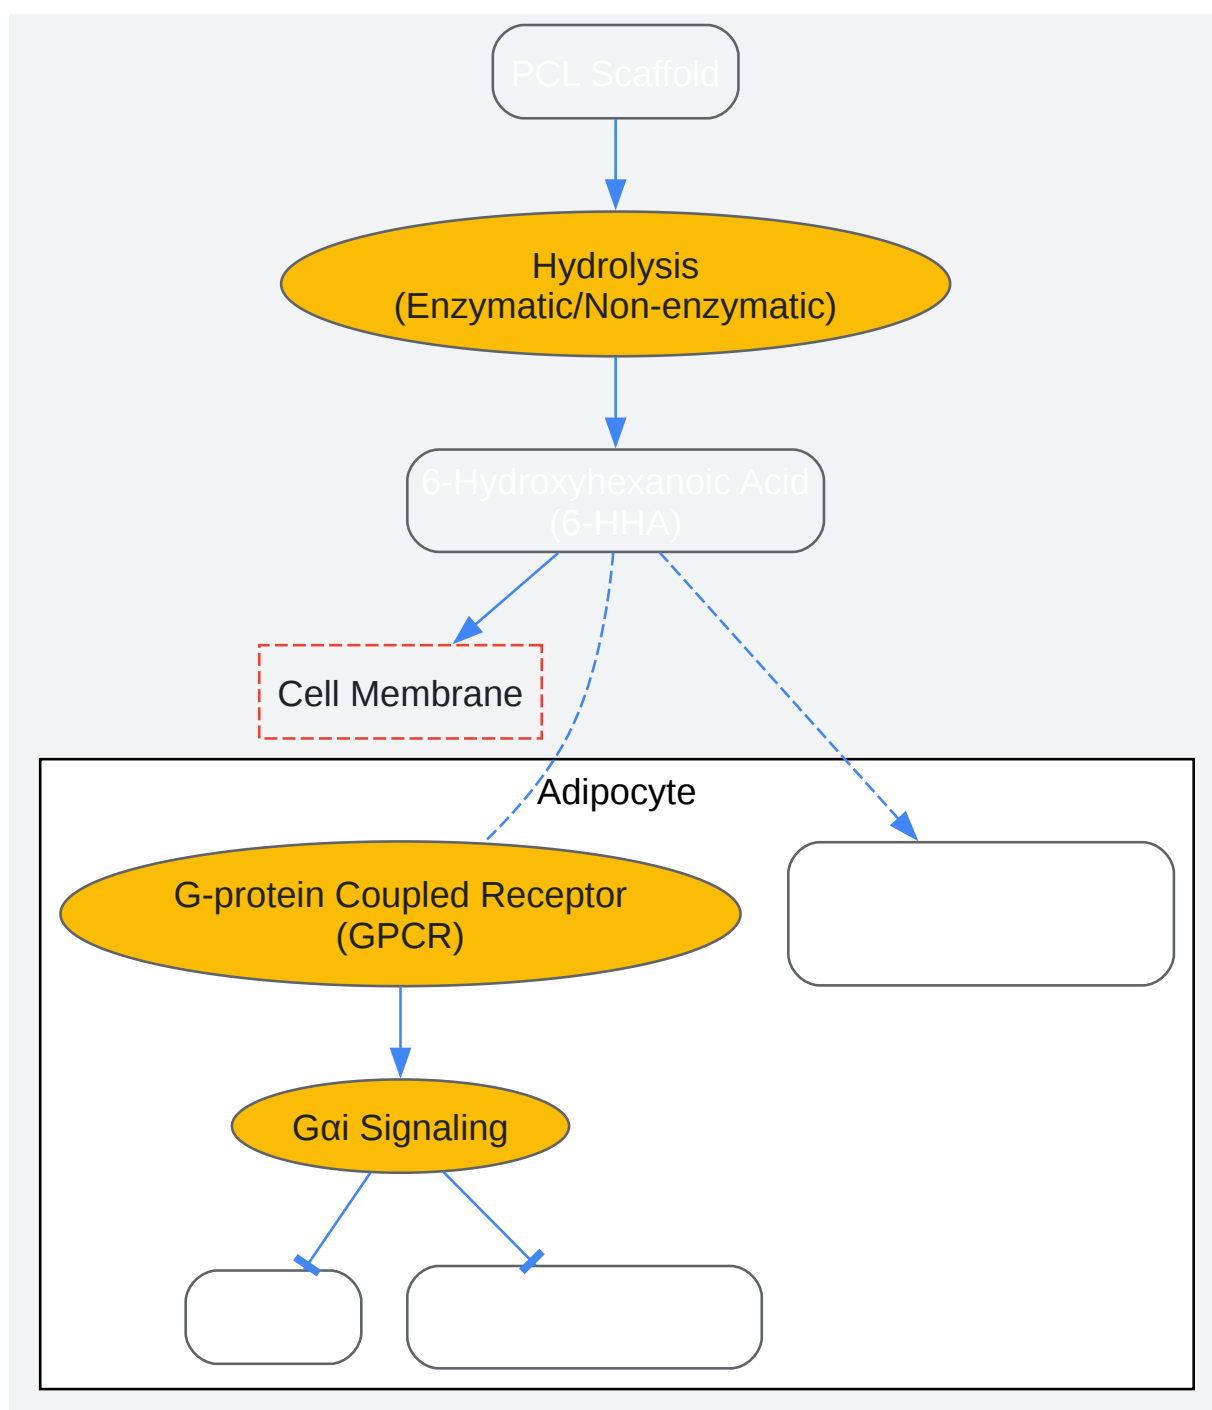 PCL Scaffold
Hydrolysis
(Enzymatic/Non-enzymatic)
6-Hydroxyhexanoic Acid
(6-HHA)
Cell Membrane
Adipocyte
G-protein Coupled Receptor
(GPCR)
Gαi Signaling